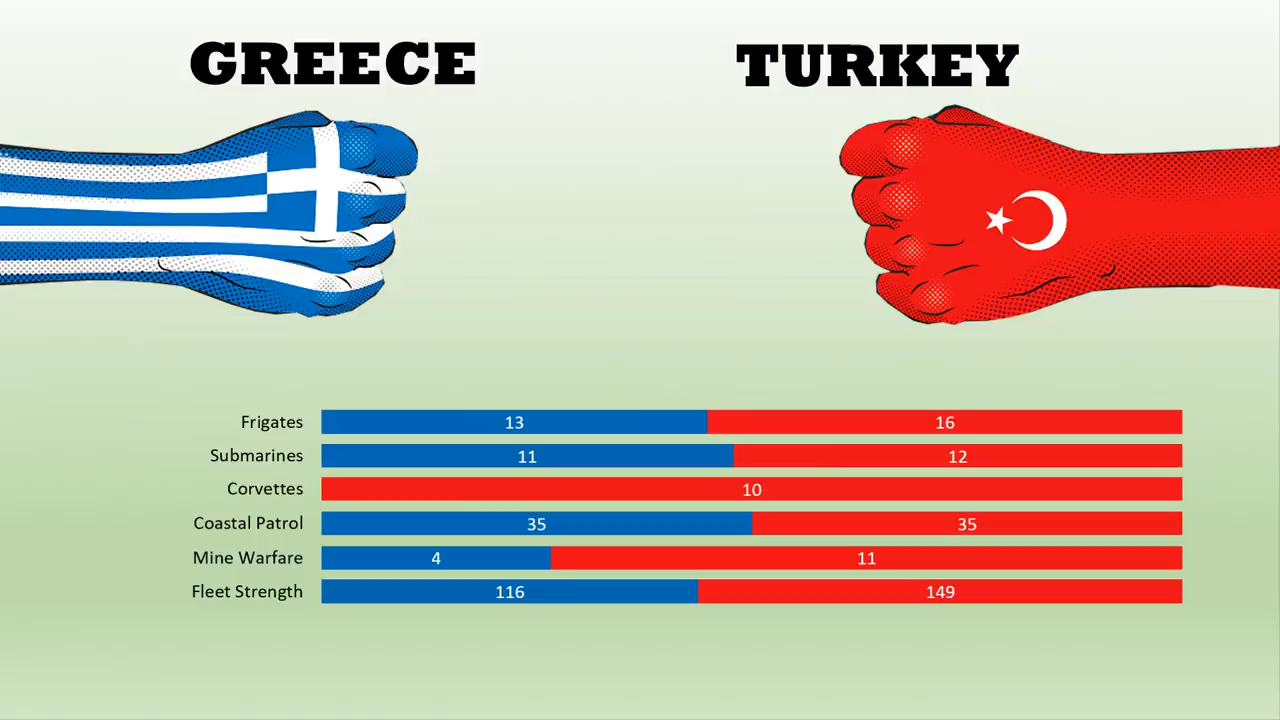 GREECE TURKEY
Frigates 13 16
Submarines 11 12
Corvettes 10
Coastal Patrol 35 35
Mine Warfare 4 11
Fleet Strength 116 149